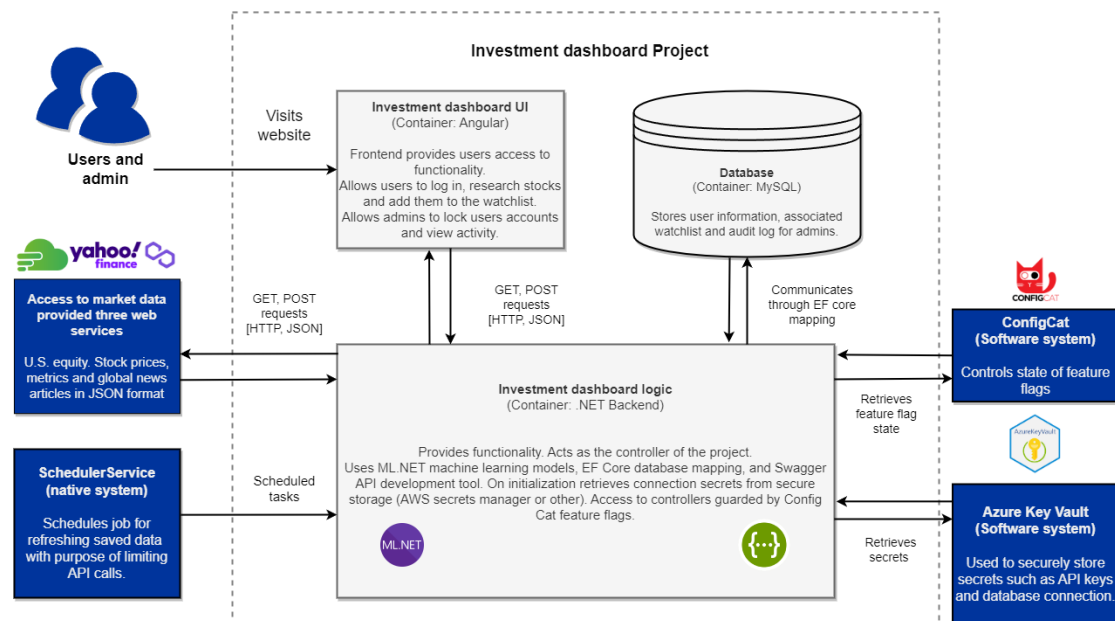 Investment dashboard Project
Users and
admin
Visits
website
Investment dashboard UI
(Container: Angular)
Frontend provides users access to
functionality.
Allows users to log in, research stocks
and add them to the watchlist.
Allows admins to lock users accounts
and view activity.
Database
(Container: MySQL)
Stores user information, associated
watchlist and audit log for admins.
yahoo!
finance
Access to market data
provided three web
services
U.S. equity. Stock prices,
metrics and global news
articles in JSON format
GET, POST
requests
[HTTP, JSON]
GET, POST
requests
[HTTP, JSON]
Communicates
through EF core
mapping
CONFIGCAT
ConfigCat
(Software system)
Controls state of feature
flags
Retrieves
feature flag
state
Investment dashboard logic
(Container: .NET Backend)
Provides functionality. Acts as the controller of the project.
Uses ML.NET machine learning models, EF Core database mapping, and Swagger
API development tool. On initialization retrieves connection secrets from secure
storage (AWS secrets manager or other). Access to controllers guarded by Config
Cat feature flags.
ML.NET
{···}
SchedulerService
(native system)
Schedules job for
refreshing saved data
with purpose of limiting
API calls.
Scheduled
tasks
AzureKeyVault
Azure Key Vault
(Software system)
Used to securely store
secrets such as API keys
and database connection.
Retrieves
secrets